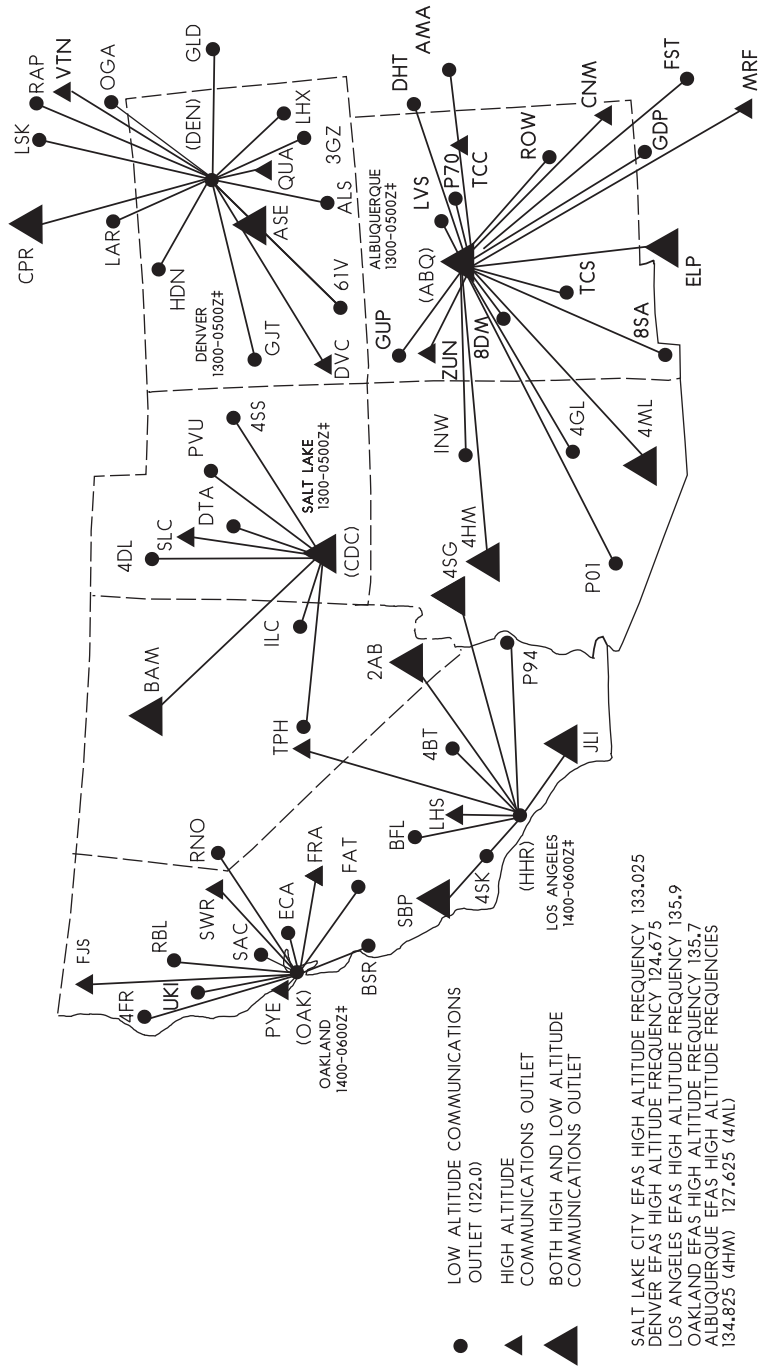 FJS
4FR
RBL
UKI
SWR
RNO
SAC
ECA
FRA
FAT
PYE
(OAK)
BSR
OAKLAND
1400-0600Z‡
BAM
ILC
TPH
4DL
SLC
DTA
PVU
4SS
SALT LAKE
1300-0500Z‡
(CDC)
CPR
LSK
RAP
VTN
OGA
LAR
HDN
(DEN)
GLD
DENVER
1300-0500Z‡
GJT
DVC
61V
ASE
ALS
QUA
3GZ
LHX
2AB
4SG
4BT
LHS
BFL
SBP
4SK
(HHR)
LOS ANGELES
1400-0600Z‡
P94
JLI
ALBUQUERQUE
1300-0500Z‡
DHT
AMA
GUP
ZUN
(ABQ)
LVS
P70
TCC
ROW
CNM
FST
GDP
MRF
ELP
TCS
8DM
8SA
INW
4HM
4GL
4ML
P01
LOW ALTITUDE COMMUNICATIONS
OUTLET (122.0)
HIGH ALTITUDE
COMMUNICATIONS OUTLET
BOTH HIGH AND LOW ALTITUDE
COMMUNICATIONS OUTLET
SALT LAKE CITY EFAS HIGH ALTITUDE FREQUENCY 133.025
DENVER EFAS HIGH ALTITUDE FREQUENCY 124.675
LOS ANGELES EFAS HIGH ALTUTUDE FREQUENCY 135.9
OAKLAND EFAS HIGH ALTITUDE FREQUENCY 135.7
ALBUQUERQUE EFAS HIGH ALTITUDE FREQUENCIES
134.825 (4HM) 127.625 (4ML)